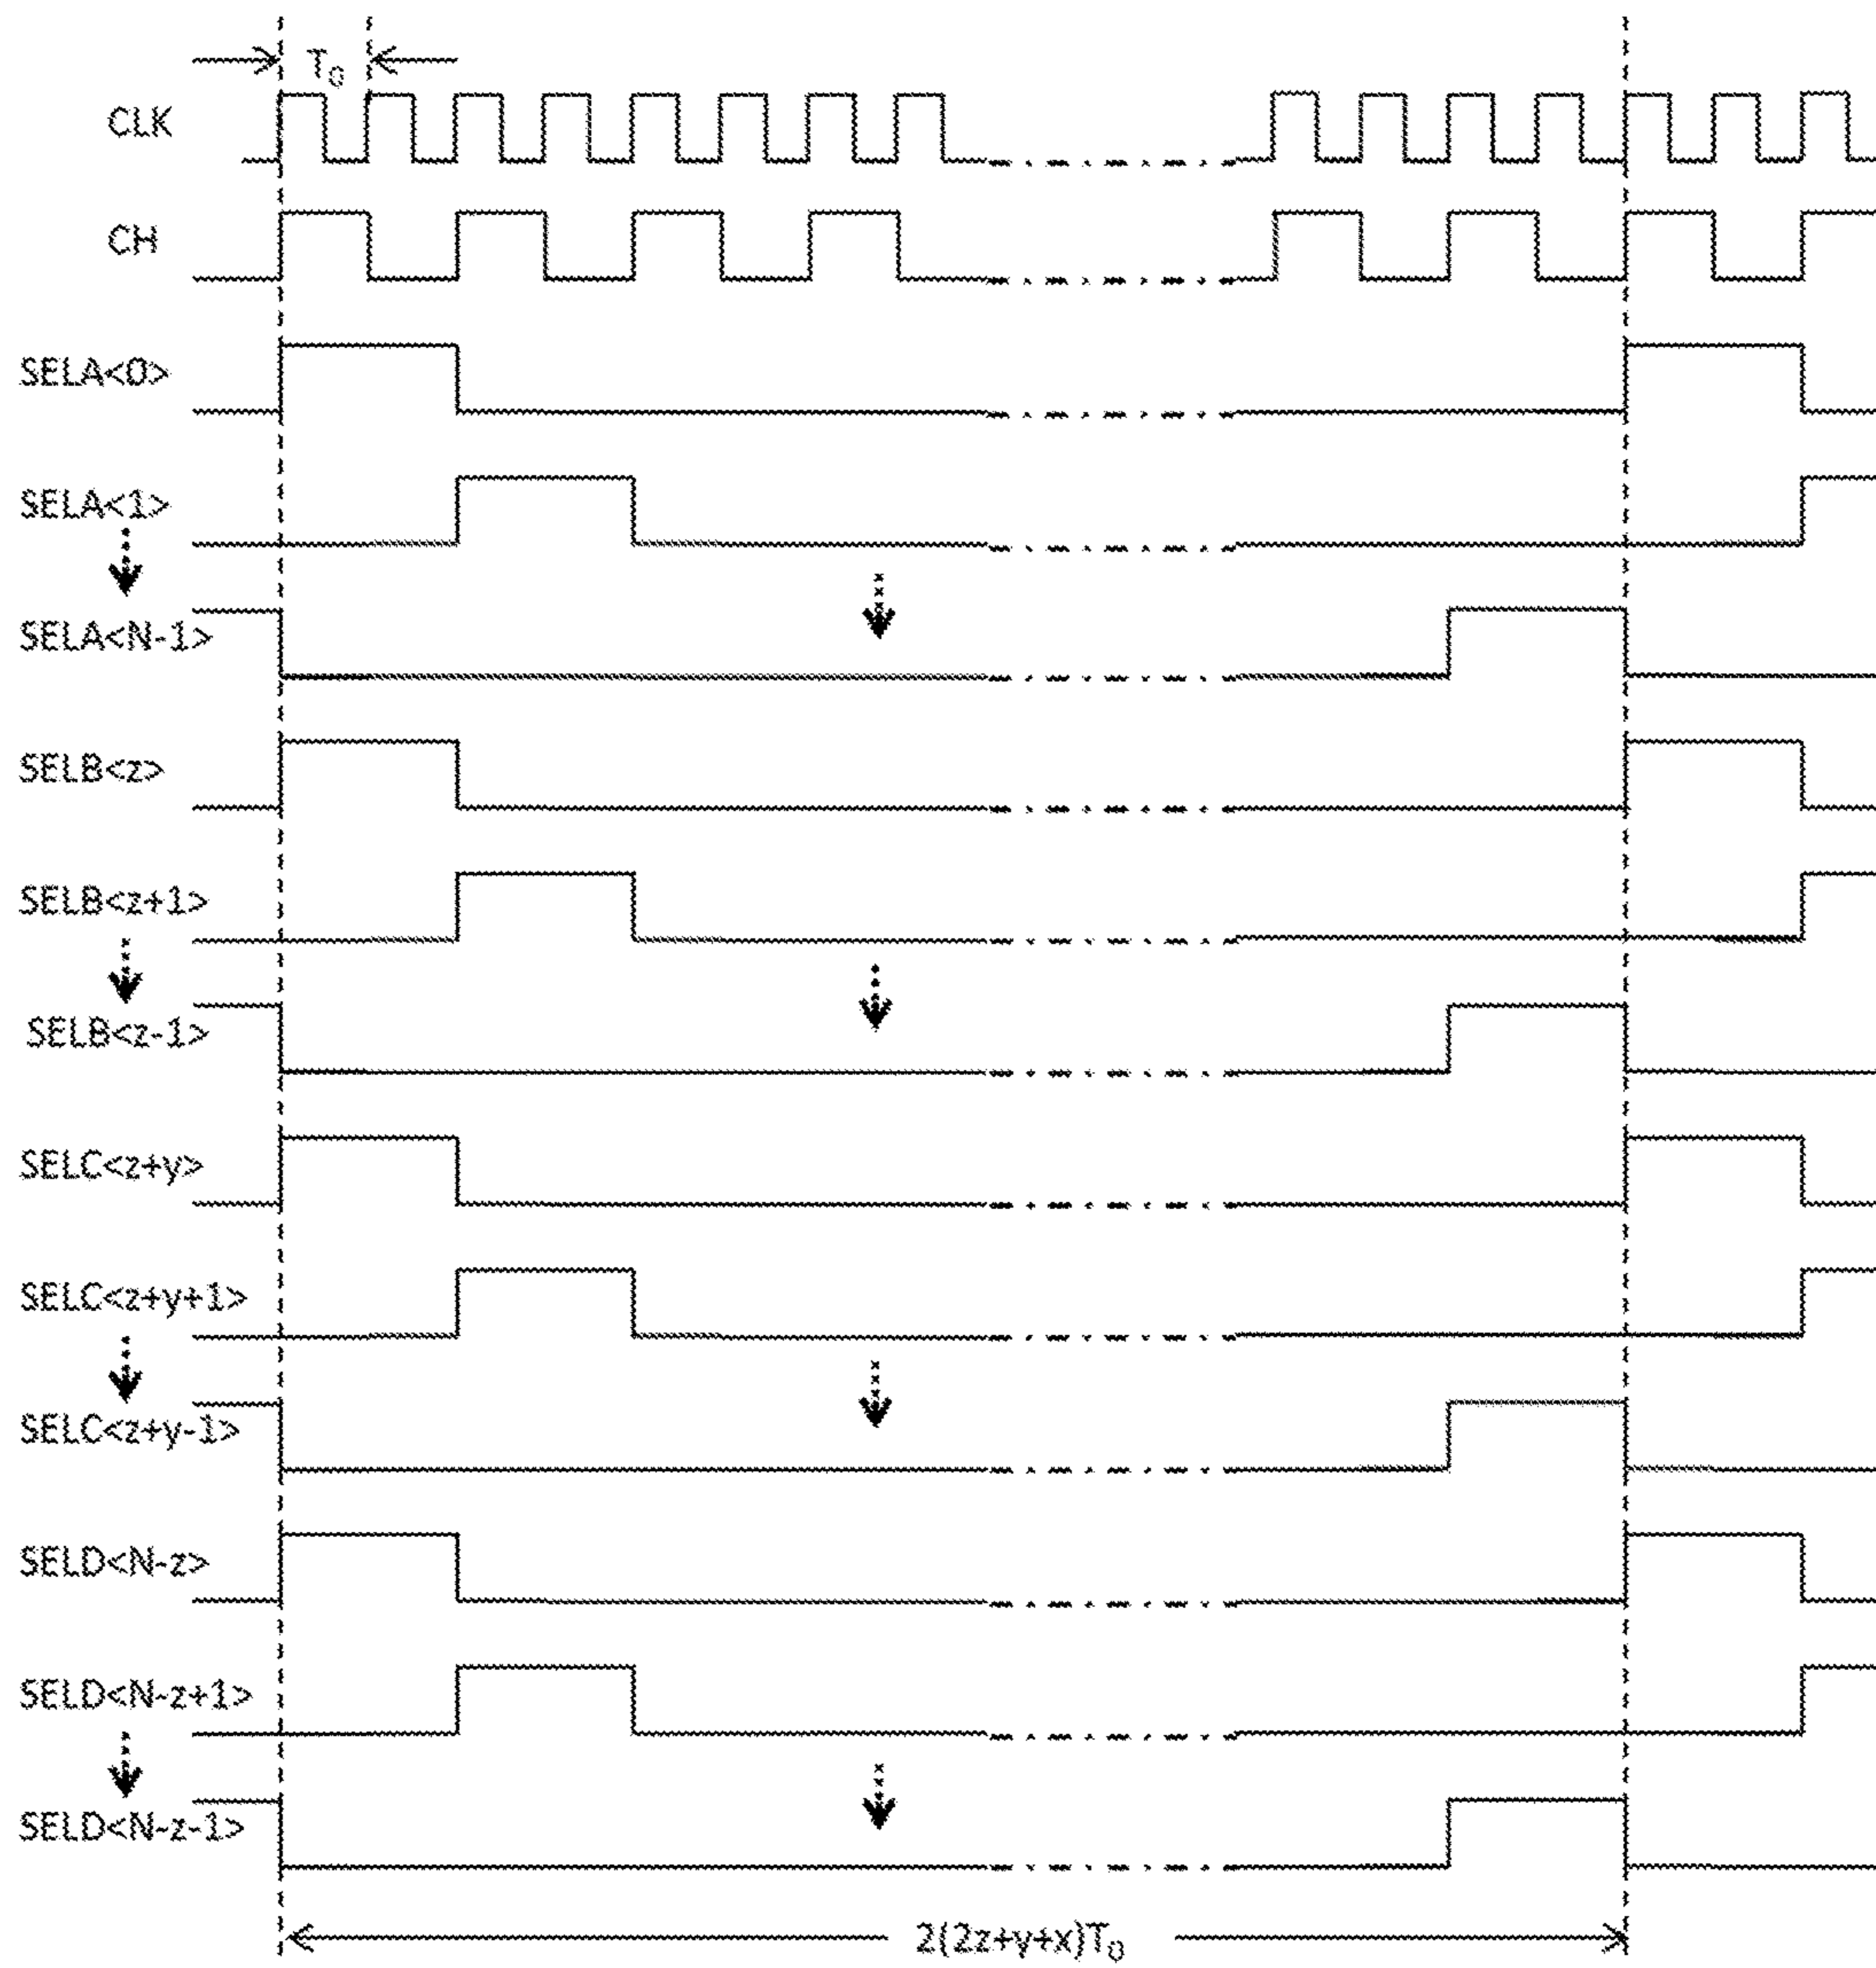 T₀
CLK
CH
SELA<0>
SELA<1>
SELA<N-1>
SELB<z>
SELB<z+1>
SELB<z-1>
SELC<z+y>
SELC<z+y+1>
SELC<z+y-1>
SELD<N-z>
SELD<N-z+1>
SELD<N-z-1>
2(2z+y+x)T₀